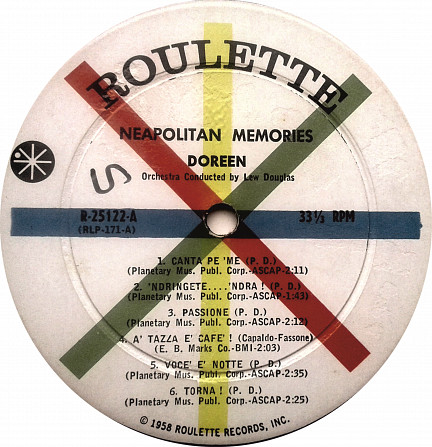 ROULETTE
NEAPOLITAN MEMORIES
DOREEN
Orchestra Conducted by Lew Douglas
5
R-25122-A 33⅓ RPM
(RLP-171-A)
1. CANTA PE 'ME (P. D.)
(Planetary Mus. Publ. Corp.-ASCAP-2:11)
2. 'NDRINGETE....'NDRA ! (P. D.)
(Planetary Mus. Publ. Corp.-ASCAP-1:43)
3. PASSIONE (P. D.)
(Planetary Mus. Publ. Corp.-ASCAP-2:12)
4. A' TAZZA E' CAFE' ! (Capaldo-Fassone)
(E. B. Marks Co.-BMI-2:03)
5. VOCE' E' NOTTE (P. D.)
(Planetary Mus. Publ. Corp.-ASCAP-2:35)
6. TORNA ! (P. D.)
(Planetary Mus. Publ. Corp.-ASCAP-2:25)
© 1958 ROULETTE RECORDS, INC.